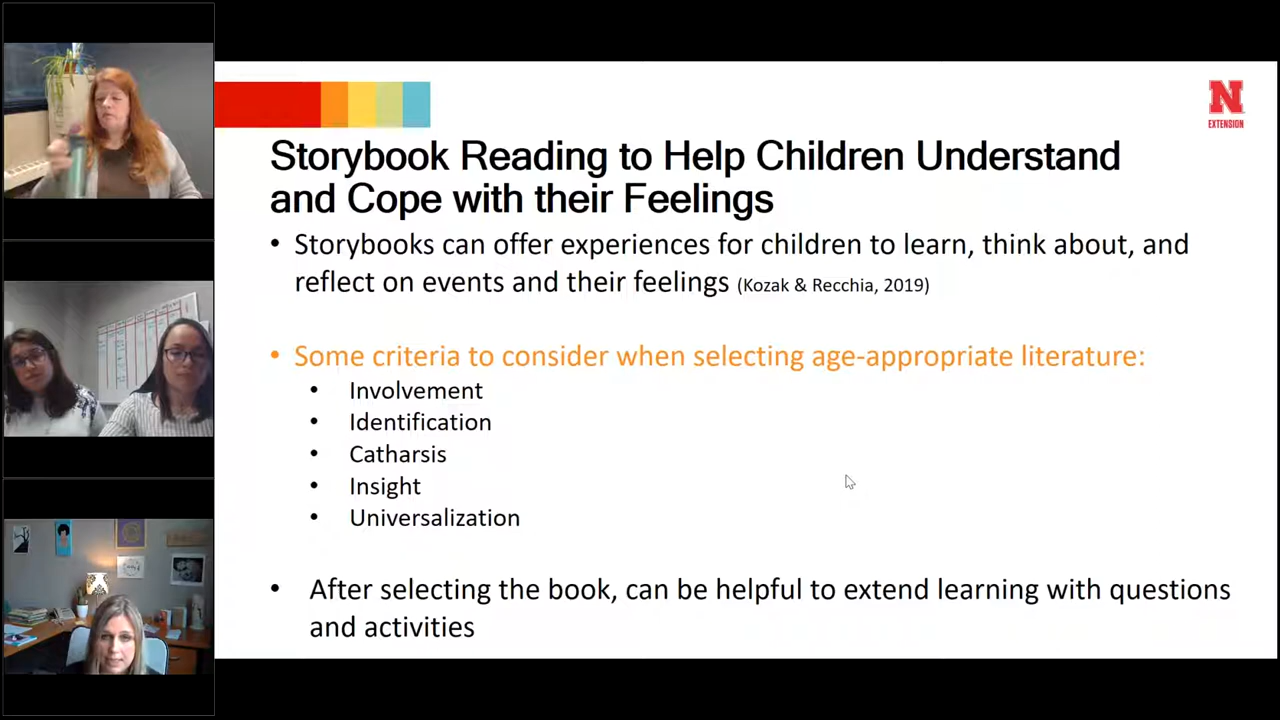 N
EXTENSION
Storybook Reading to Help Children Understand
and Cope with their Feelings
• Storybooks can offer experiences for children to learn, think about, and
reflect on events and their feelings (Kozak & Recchia, 2019)
• Some criteria to consider when selecting age-appropriate literature:
• Involvement
• Identification
• Catharsis
• Insight
• Universalization
• After selecting the book, can be helpful to extend learning with questions
and activities